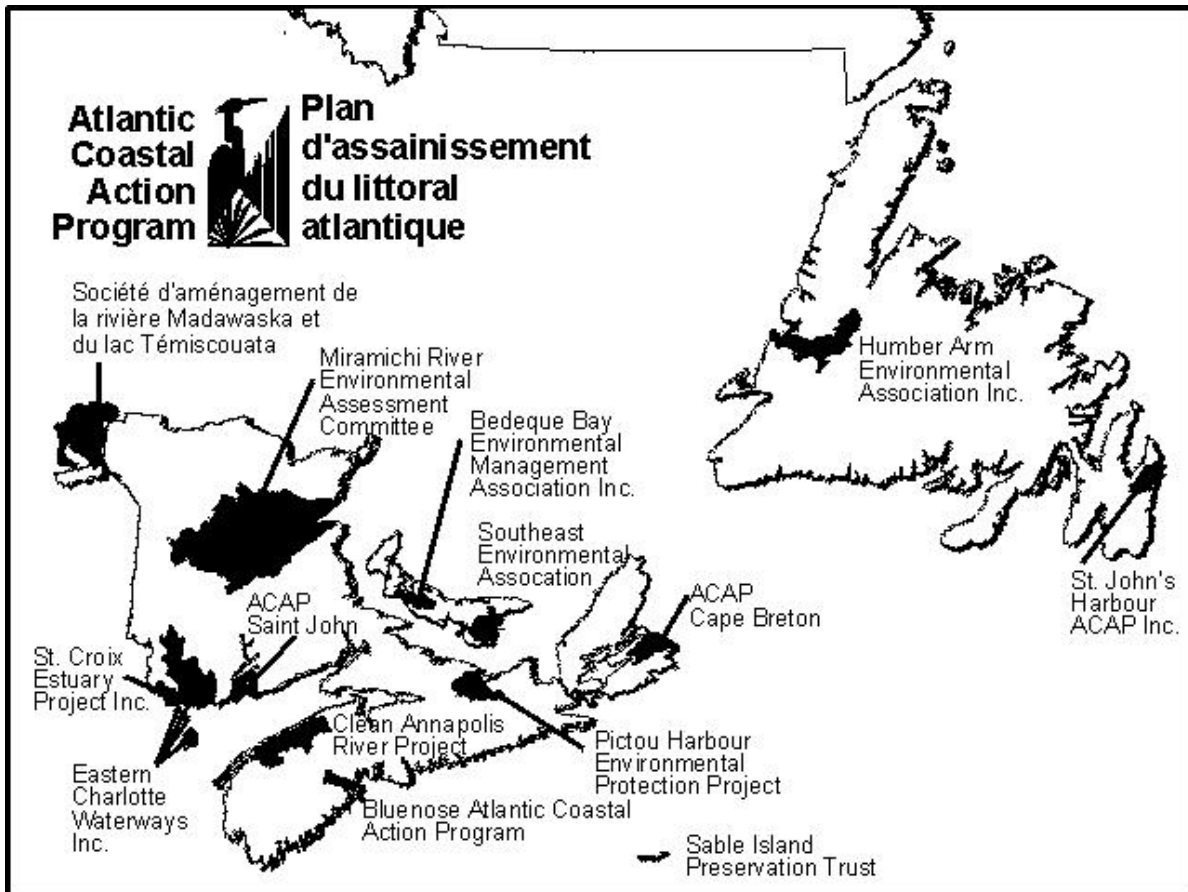 Atlantic
Coastal
Action
Program
Plan
d'assainissement
du littoral
atlantique
Société d'aménagement de
la rivière Madawaska et
du lac Témiscouata
Miramichi River
Environmental
Assessment
Committee
Bedeque Bay
Environmental
Management
Association Inc.
Humber Arm
Environmental
Association Inc.
Southeast
Environmental
Assocation
ACAP
Saint John
ACAP
Cape Breton
St. John's
Harbour
ACAP Inc.
St. Croix
Estuary
Project Inc.
Clean Annapolis
River Project
Pictou Harbour
Environmental
Protection Project
Eastern
Charlotte
Waterways
Inc.
Bluenose Atlantic Coastal
Action Program
Sable Island
Preservation Trust